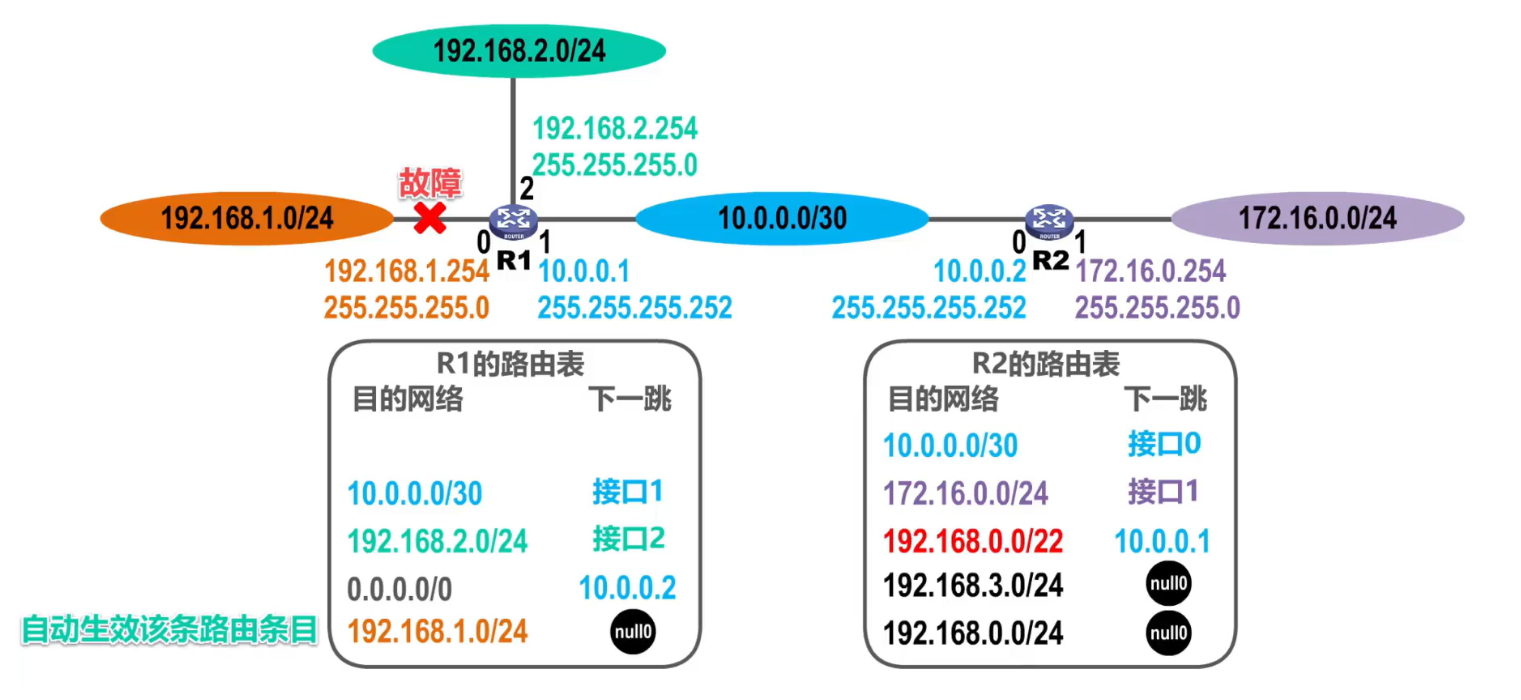 192.168.2.0/24
192.168.2.254
255.255.255.0
故障
2
192.168.1.0/24
10.0.0.0/30
172.16.0.0/24
ROUTER
ROUTER
0
1
0
1
R1
R2
192.168.1.254
255.255.255.0
10.0.0.1
255.255.255.252
10.0.0.2
255.255.255.252
172.16.0.254
255.255.255.0
R1的路由表
目的网络 下一跳
10.0.0.0/30 接口1
192.168.2.0/24 接口2
0.0.0.0/0 10.0.0.2
自动生效该条路由条目
192.168.1.0/24 null0
R2的路由表
目的网络 下一跳
10.0.0.0/30 接口0
172.16.0.0/24 接口1
192.168.0.0/22 10.0.0.1
192.168.3.0/24 null0
192.168.0.0/24 null0